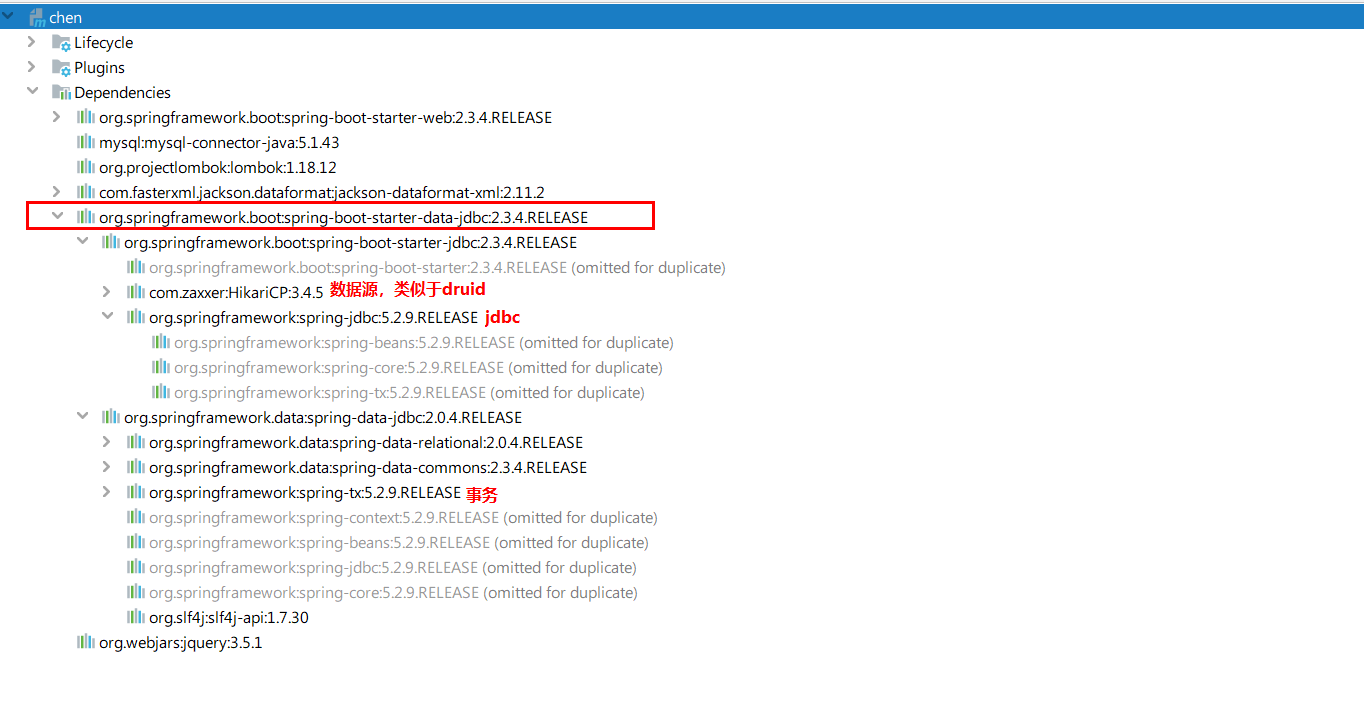 chen
Lifecycle
Plugins
Dependencies
org.springframework.boot:spring-boot-starter-web:2.3.4.RELEASE
mysql:mysql-connector-java:5.1.43
org.projectlombok:lombok:1.18.12
com.fasterxml.jackson.dataformat:jackson-dataformat-xml:2.11.2
org.springframework.boot:spring-boot-starter-data-jdbc:2.3.4.RELEASE
org.springframework.boot:spring-boot-starter-jdbc:2.3.4.RELEASE
org.springframework.boot:spring-boot-starter:2.3.4.RELEASE (omitted for duplicate)
com.zaxxer:HikariCP:3.4.5 数据源，类似于druid
org.springframework:spring-jdbc:5.2.9.RELEASE jdbc
org.springframework:spring-beans:5.2.9.RELEASE (omitted for duplicate)
org.springframework:spring-core:5.2.9.RELEASE (omitted for duplicate)
org.springframework:spring-tx:5.2.9.RELEASE (omitted for duplicate)
org.springframework.data:spring-data-jdbc:2.0.4.RELEASE
org.springframework.data:spring-data-relational:2.0.4.RELEASE
org.springframework.data:spring-data-commons:2.3.4.RELEASE
org.springframework:spring-tx:5.2.9.RELEASE 事务
org.springframework:spring-context:5.2.9.RELEASE (omitted for duplicate)
org.springframework:spring-beans:5.2.9.RELEASE (omitted for duplicate)
org.springframework:spring-jdbc:5.2.9.RELEASE (omitted for duplicate)
org.springframework:spring-core:5.2.9.RELEASE (omitted for duplicate)
org.slf4j:slf4j-api:1.7.30
org.webjars:jquery:3.5.1